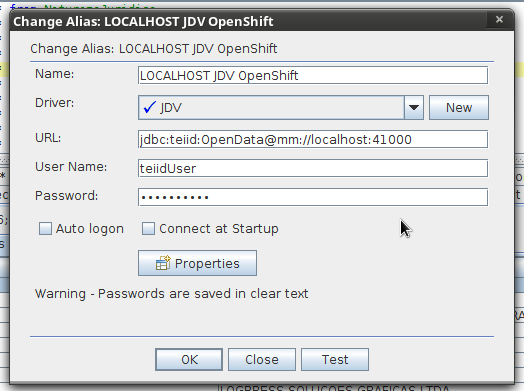 Change Alias: LOCALHOST JDV OpenShift
Change Alias: LOCALHOST JDV OpenShift
Name: LOCALHOST JDV OpenShift
Driver: JDV New
URL: jdbc:teiid:OpenData@mm://localhost:41000
User Name: teiidUser
Password: ••••••••••
Auto logon Connect at Startup
Properties
Warning - Passwords are saved in clear text
OK Close Test